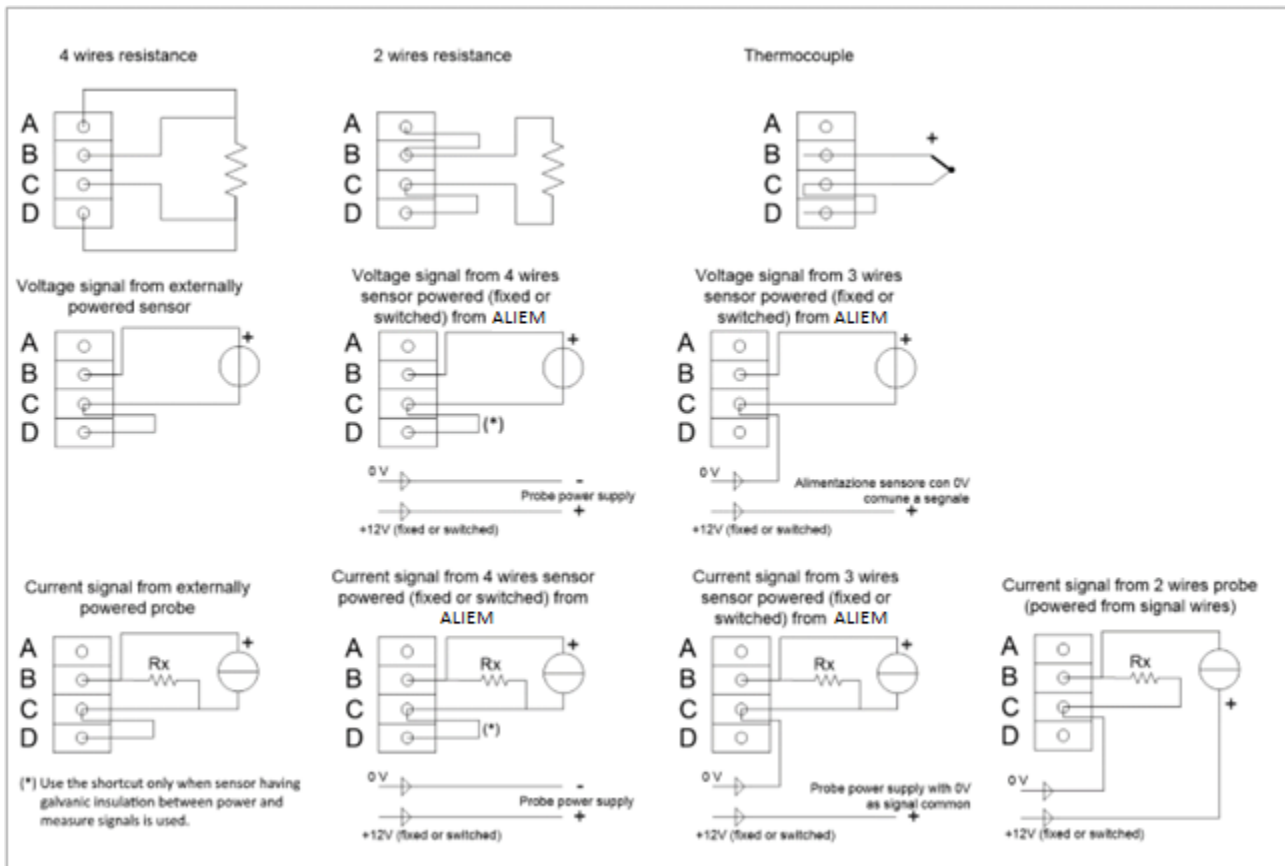 4 wires resistance
2 wires resistance
Thermocouple
A
B
C
D
A
B
C
D
A
B
C
D
+
Voltage signal from externally
powered sensor
Voltage signal from 4 wires
sensor powered (fixed or
switched) from ALIEM
Voltage signal from 3 wires
sensor powered (fixed or
switched) from ALIEM
A
B
C
D
+
A
B
C
D
+
(*)
0 V
-
Probe power supply
+
+12V (fixed or switched)
A
B
C
D
+
0 V
Alimentazione sensore con 0V
comune a segnale
+
+12V (fixed or switched)
Current signal from externally
powered probe
Current signal from 4 wires sensor
powered (fixed or switched) from
ALIEM
Current signal from 3 wires
sensor powered (fixed or
switched) from ALIEM
Current signal from 2 wires probe
(powered from signal wires)
A
B
C
D
Rx
+
(*) Use the shortcut only when sensor having
galvanic insulation between power and
measure signals is used.
A
B
C
D
Rx
+
(*)
0 V
-
Probe power supply
+
+12V (fixed or switched)
A
B
C
D
Rx
+
0 V
Probe power supply with 0V
as signal common
+
+12V (fixed or switched)
A
B
C
D
Rx
+
0 V
+12V (fixed or switched)